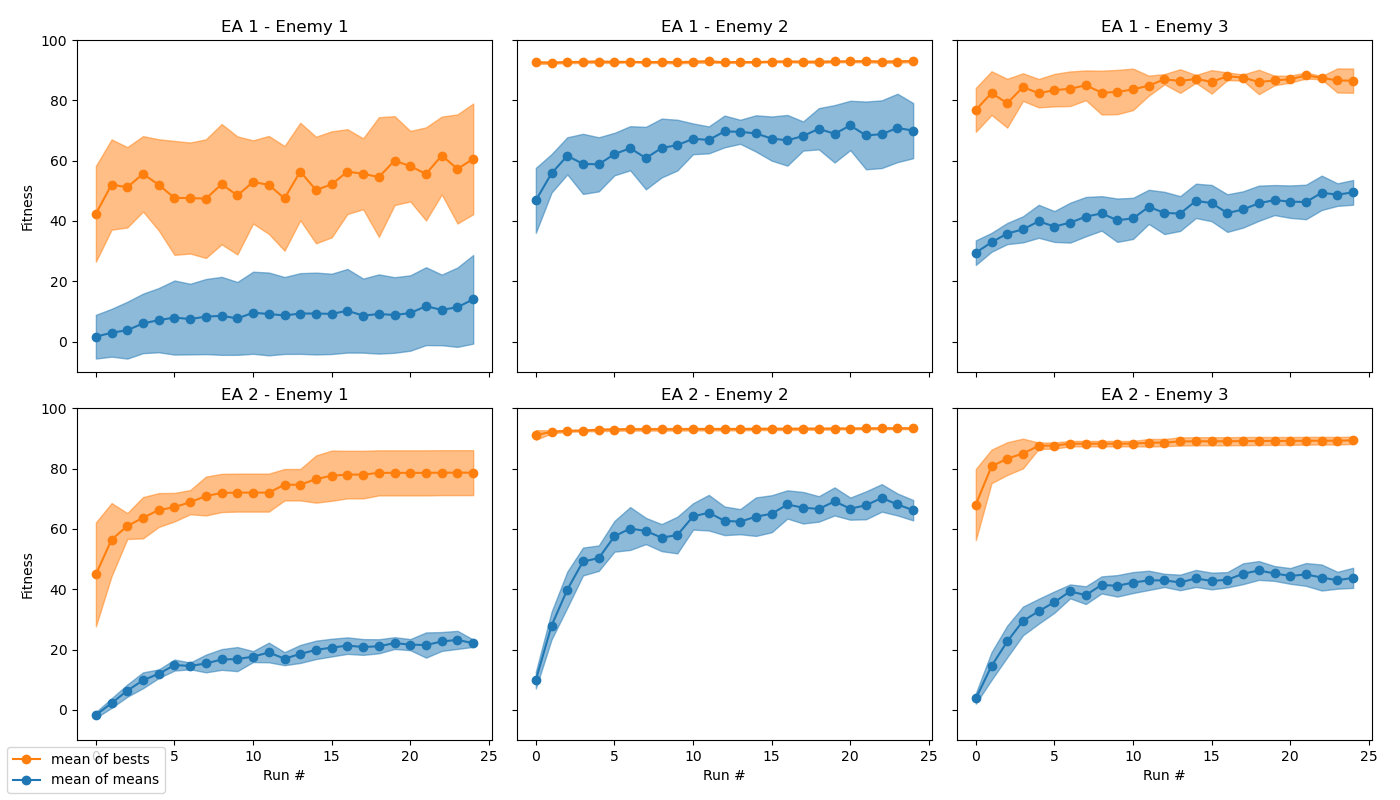 EA 1 - Enemy 1
EA 1 - Enemy 2
EA 1 - Enemy 3
100
80
60
40
20
0
Fitness
EA 2 - Enemy 1
EA 2 - Enemy 2
EA 2 - Enemy 3
100
80
60
40
20
0
Fitness
0 5 10 15 20 25
0 5 10 15 20 25
0 5 10 15 20 25
Run #
Run #
Run #
mean of bests
mean of means